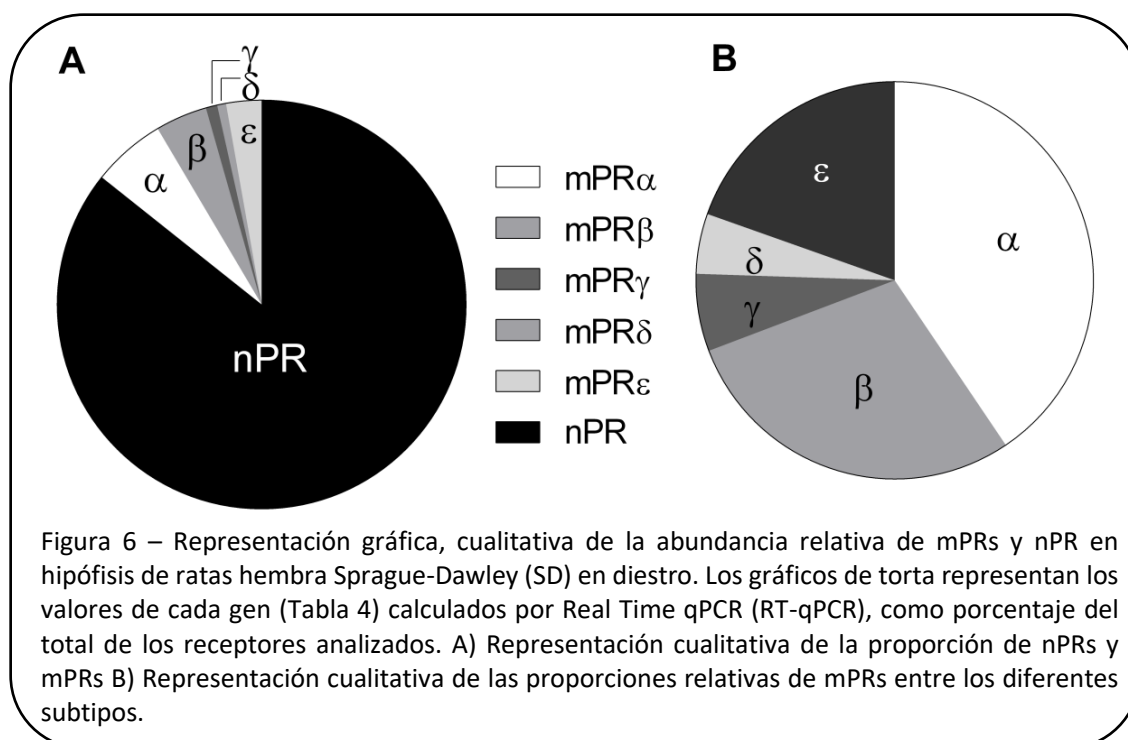 A
γ
δ
ε
β
α
nPR
mPRα
mPRβ
mPRγ
mPRδ
mPRε
nPR
B
ε
α
δ
γ
β
Figura 6 – Representación gráfica, cualitativa de la abundancia relativa de mPRs y nPR en
hipófisis de ratas hembra Sprague-Dawley (SD) en diestro. Los gráficos de torta representan los
valores de cada gen (Tabla 4) calculados por Real Time qPCR (RT-qPCR), como porcentaje del
total de los receptores analizados. A) Representación cualitativa de la proporción de nPRs y
mPRs B) Representación cualitativa de las proporciones relativas de mPRs entre los diferentes
subtipos.